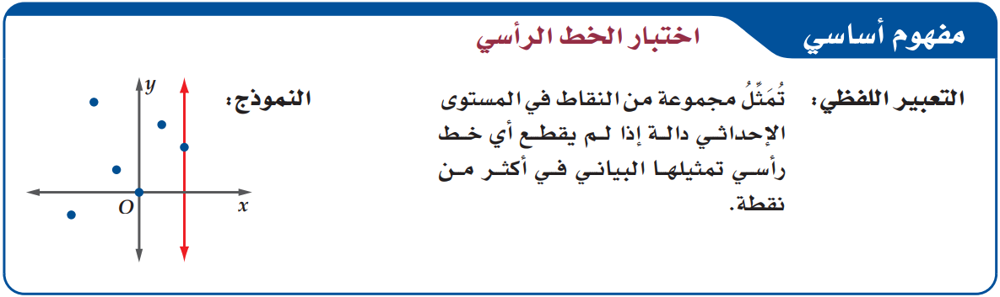 مفهوم أساسي
اختبار الخط الرأسي
التعبير اللفظي:
تُمَثِّلُ مجموعة من النقاط في المستوى
الإحداثي دالة إذا لم يقطع أي خط
رأسي تمثيلها البياني في أكثر من
نقطة.
النموذج:
y
O
x